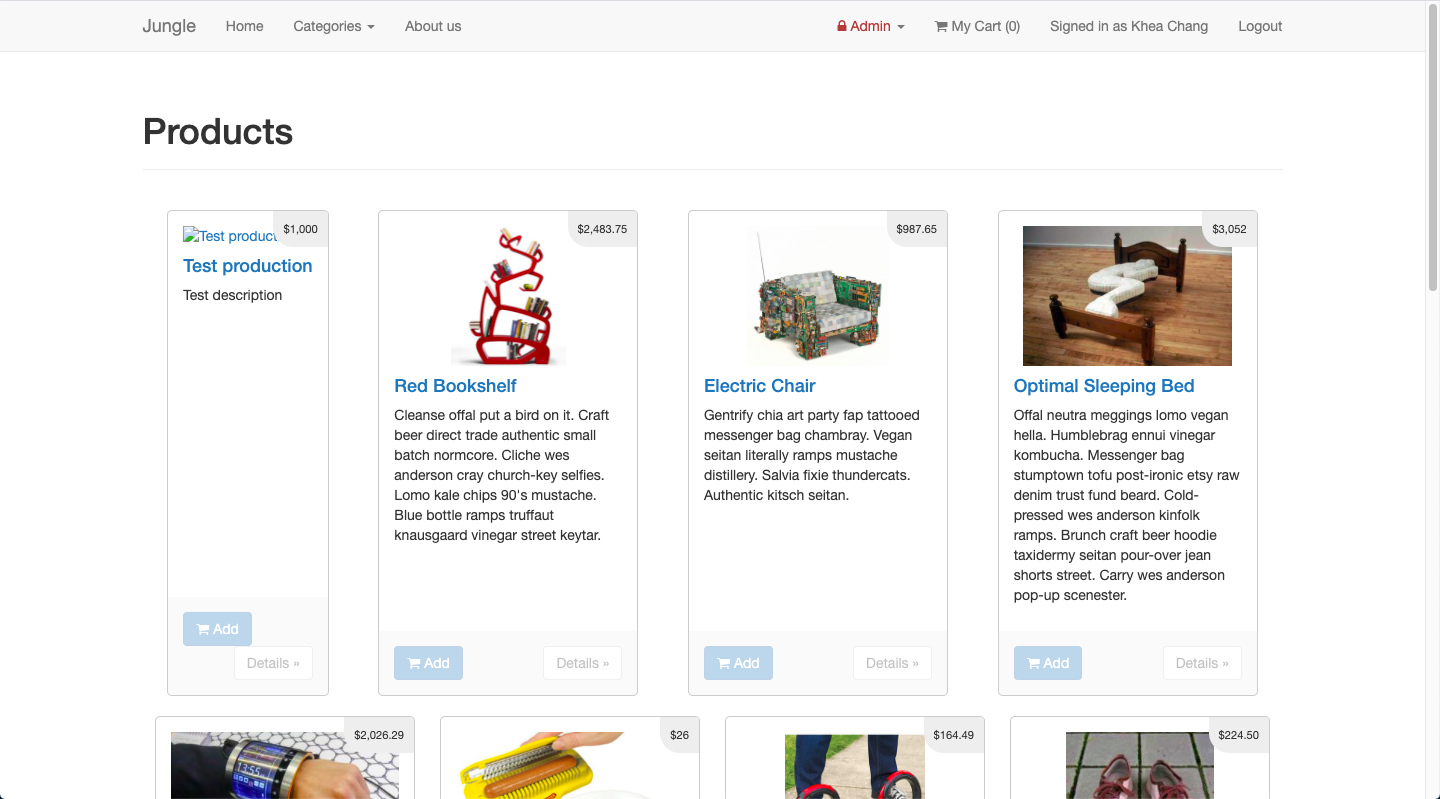 Jungle Home Categories About us Admin My Cart (0) Signed in as Khea Chang Logout
Products
Test product
$1,000
Test production
Test description
Add
Details »
$2,483.75
Red Bookshelf
Cleanse offal put a bird on it. Craft
beer direct trade authentic small
batch normcore. Cliche wes
anderson cray church-key selfies.
Lomo kale chips 90's mustache.
Blue bottle ramps truffaut
knausgaard vinegar street keytar.
Add Details »
$987.65
Electric Chair
Gentrify chia art party fap tattooed
messenger bag chambray. Vegan
seitan literally ramps mustache
distillery. Salvia fixie thundercats.
Authentic kitsch seitan.
Add Details »
$3,052
Optimal Sleeping Bed
Offal neutra meggings lomo vegan
hella. Humblebrag ennui vinegar
kombucha. Messenger bag
stumptown tofu post-ironic etsy raw
denim trust fund beard. Cold-
pressed wes anderson kinfolk
ramps. Brunch craft beer hoodie
taxidermy seitan pour-over jean
shorts street. Carry wes anderson
pop-up scenester.
Add Details »
$2,026.29
13:55
$26
$164.49
$224.50